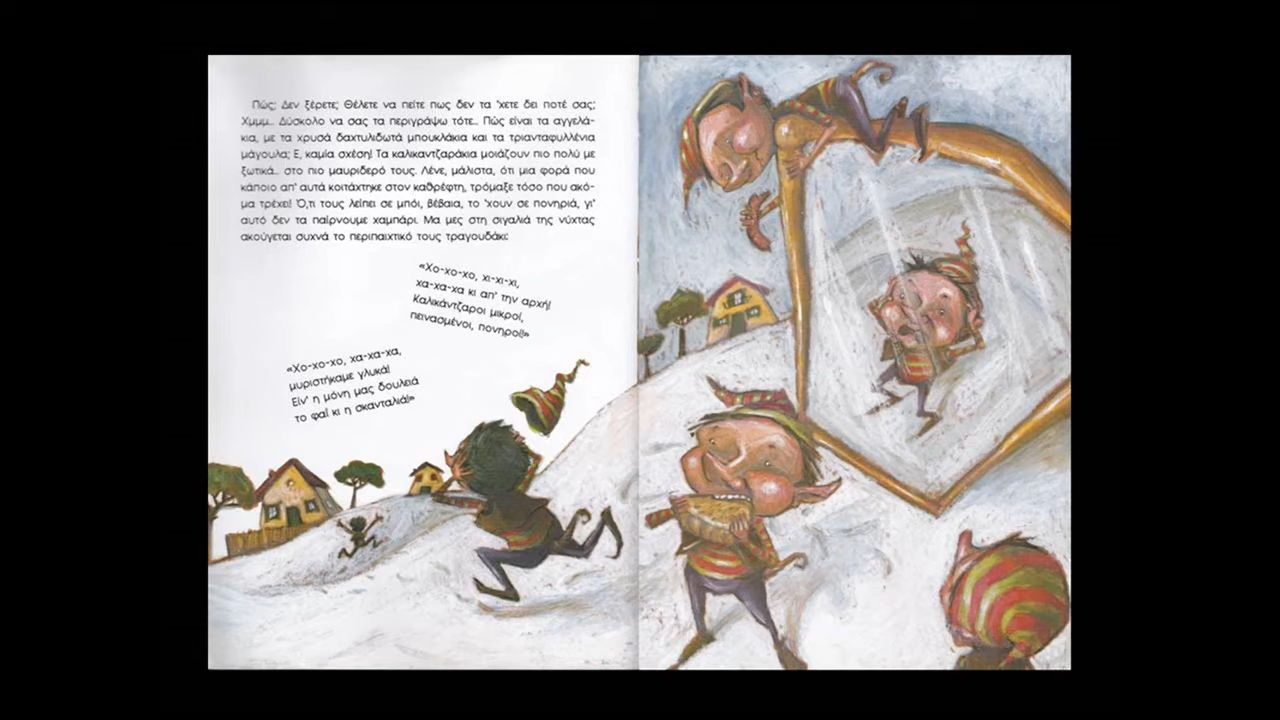 Πώς; Δεν ξέρετε; Θέλετε να πείτε πως δεν τα 'χετε δει ποτέ σας;
Χμμμ... Δύσκολο να σας τα περιγράψω τότε... Πώς είναι τα αγγελά-
κια, με τα χρυσά δαχτυλιδωτά μπουκλάκια και τα τριανταφυλλένια
μάγουλα; Ε, καμία σχέση! Τα καλικαντζαράκια μοιάζουν πιο πολύ με
ξωτικά... στο πιο μαυριδερό τους. Λένε, μάλιστα, ότι μια φορά που
κάποιο απ' αυτά κοιτάχτηκε στον καθρέφτη, τρόμαξε τόσο που ακό-
μα τρέχει! Ό,τι τους λείπει σε μπόι, βέβαια, το 'χουν σε πονηριά, γι'
αυτό δεν τα παίρνουμε χαμπάρι. Μα μες στη σιγαλιά της νύχτας
ακούγεται συχνά το περιπαιχτικό τους τραγουδάκι:
«Χο-χο-χο, χι-χι-χι,
χα-χα-χα κι απ' την αρχή!
Καλικάντζαροι μικροί,
πεινασμένοι, πονηροί!»
«Χο-χο-χο, χα-χα-χα,
μυριστήκαμε γλυκά!
Είν' η μόνη μας δουλειά
το φαΐ κι η σκανταλιά!»